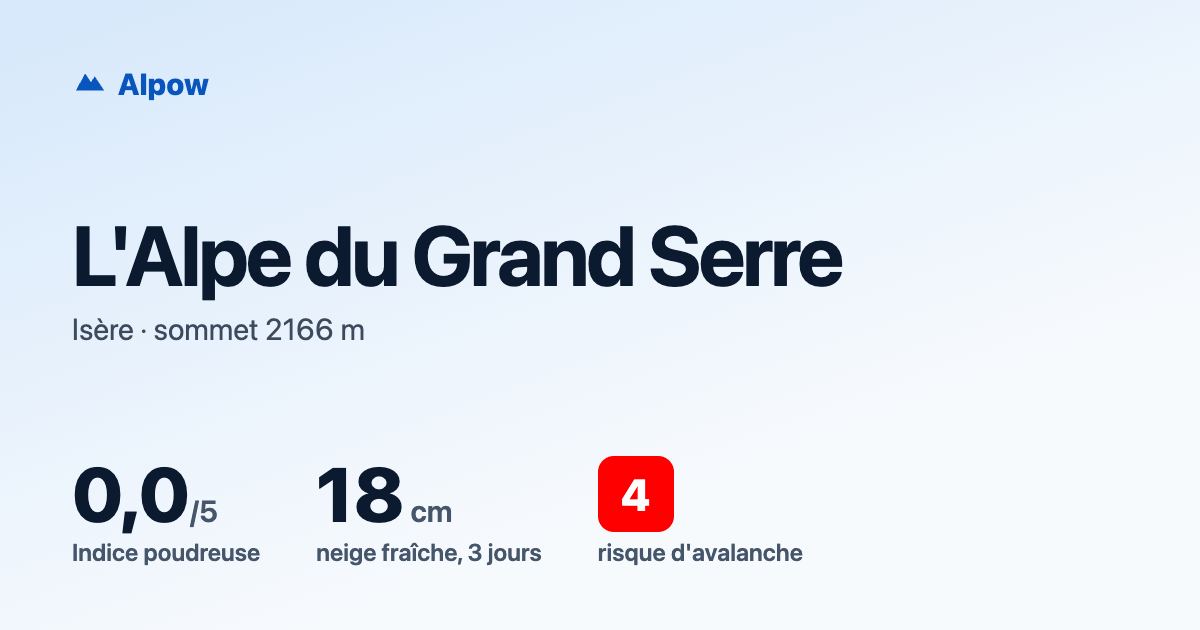 Alpow
L'Alpe du Grand Serre
Isère · sommet 2166 m
0,0/5
18 cm
4
Indice poudreuse
neige fraîche, 3 jours
risque d'avalanche